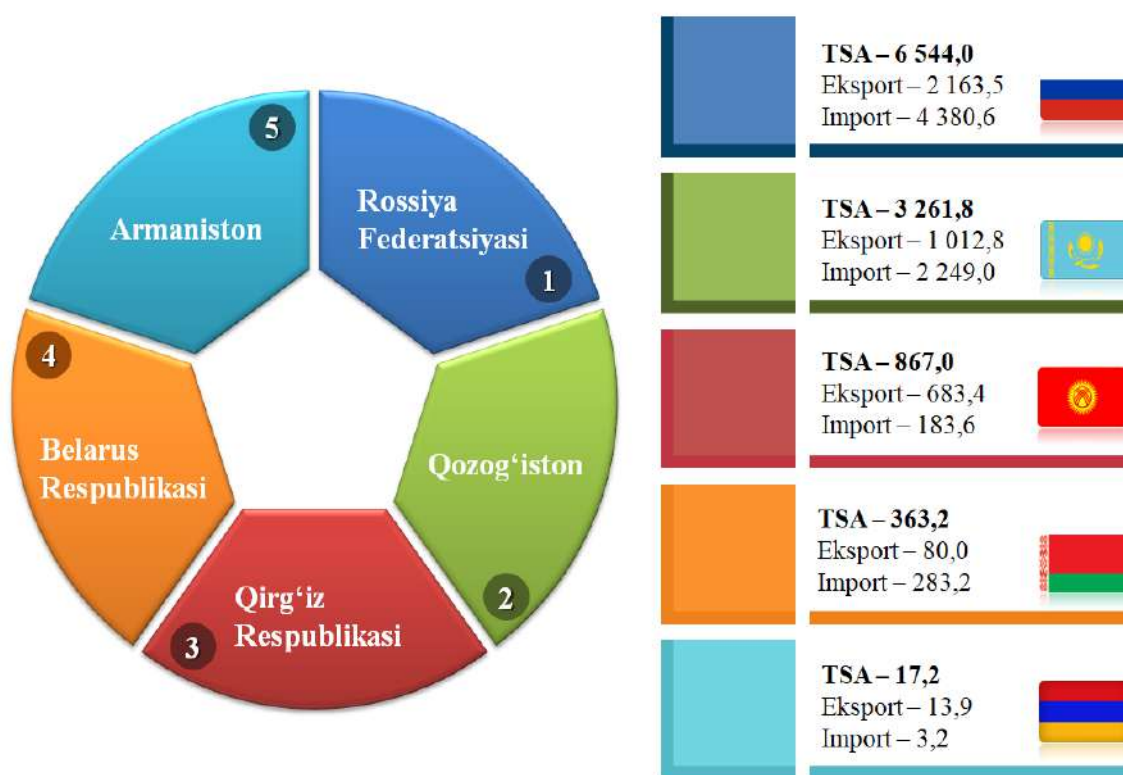 5
Armaniston
Rossiya
Federatsiyasi
1
4
Belarus
Respublikasi
Qozog‘iston
2
Qirg‘iz
Respublikasi
3
TSA – 6 544,0
Eksport – 2 163,5
Import – 4 380,6
TSA – 3 261,8
Eksport – 1 012,8
Import – 2 249,0
TSA – 867,0
Eksport – 683,4
Import – 183,6
TSA – 363,2
Eksport – 80,0
Import – 283,2
TSA – 17,2
Eksport – 13,9
Import – 3,2